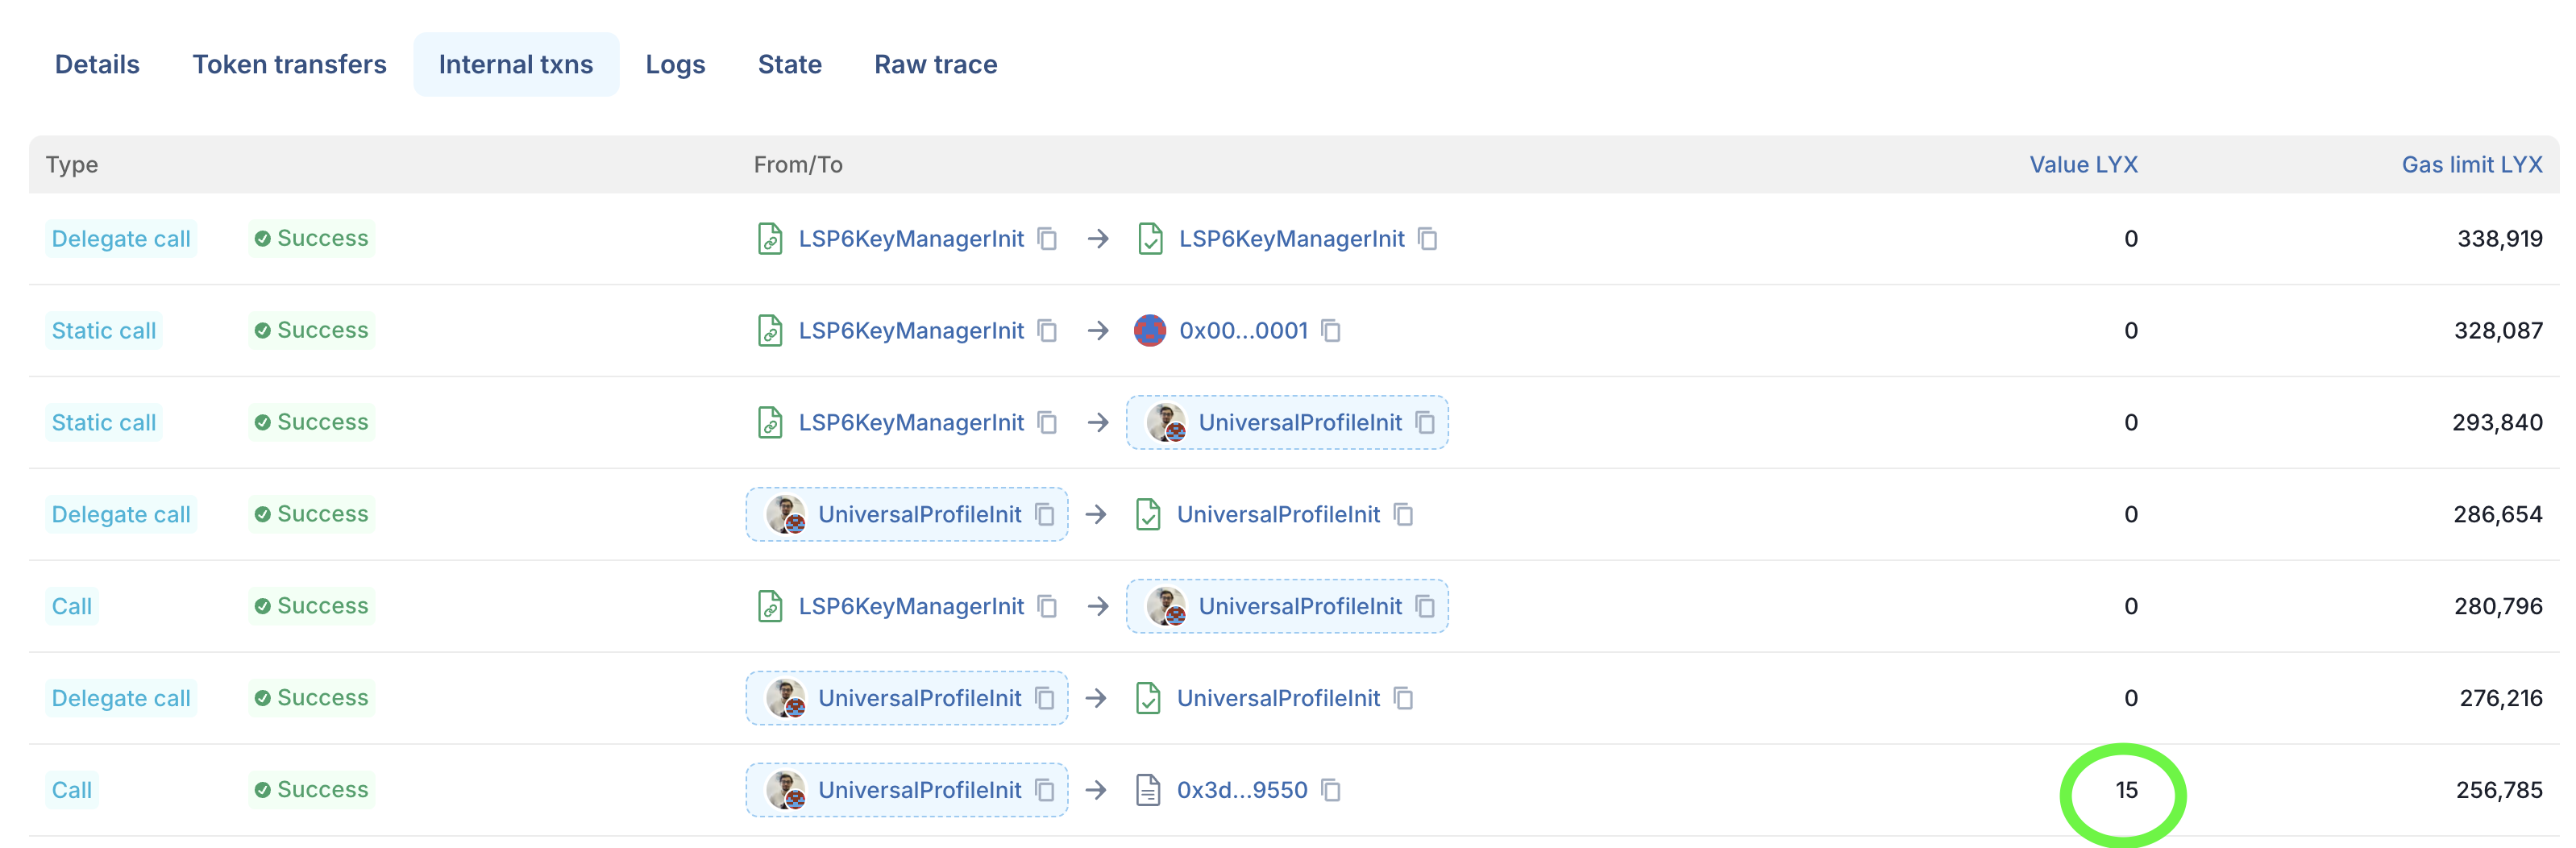 Details Token transfers Internal txns Logs State Raw trace
Type From/To Value LYX Gas limit LYX
Delegate call Success LSP6KeyManagerInit LSP6KeyManagerInit 0 338,919
Static call Success LSP6KeyManagerInit 0x00...0001 0 328,087
Static call Success LSP6KeyManagerInit UniversalProfileInit 0 293,840
Delegate call Success UniversalProfileInit UniversalProfileInit 0 286,654
Call Success LSP6KeyManagerInit UniversalProfileInit 0 280,796
Delegate call Success UniversalProfileInit UniversalProfileInit 0 276,216
Call Success UniversalProfileInit 0x3d...9550 15 256,785